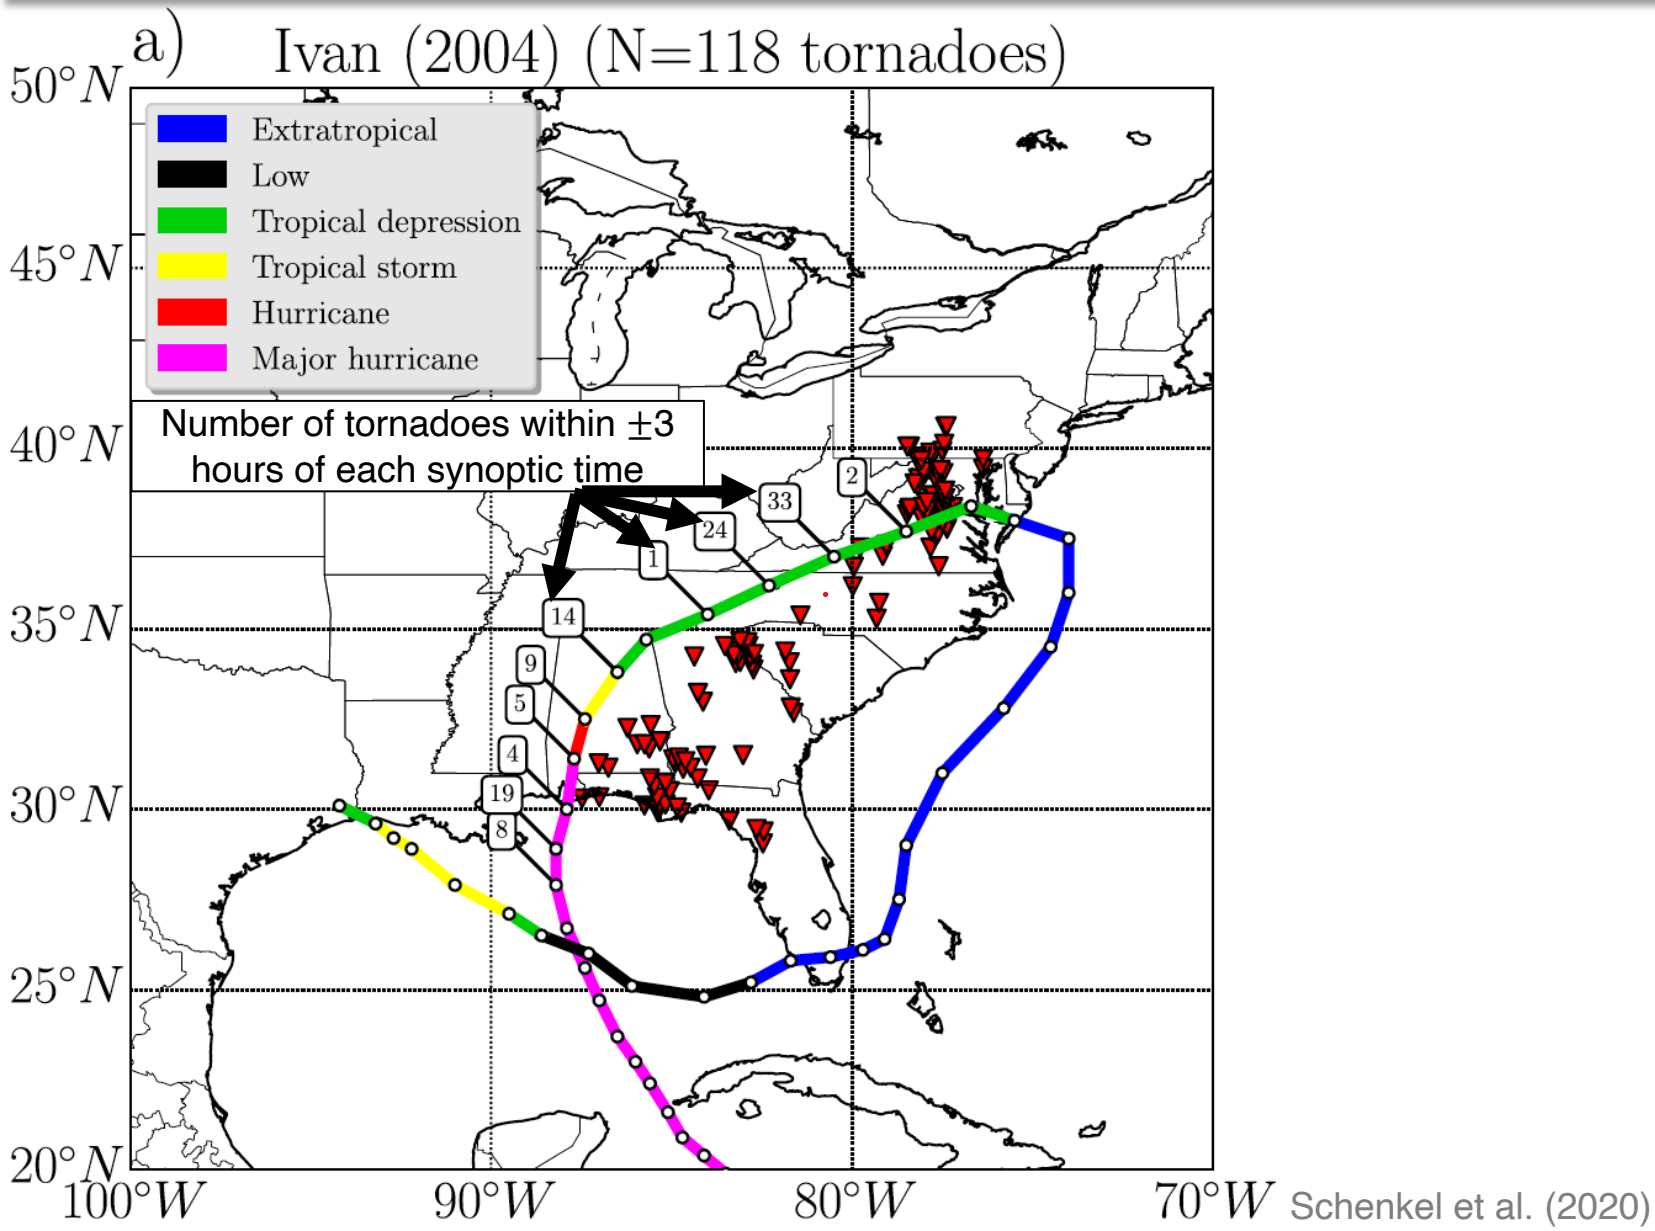 a) Ivan (2004) (N=118 tornadoes)
50°N
Extratropical
Low
Tropical depression
45°N
Tropical storm
Hurricane
Major hurricane
Number of tornadoes within ±3
hours of each synoptic time
40°N
2
33
24
1
14
35°N
9
5
4
19
30°N
8
25°N
20°N
100°W 90°W 80°W 70°W
Schenkel et al. (2020)